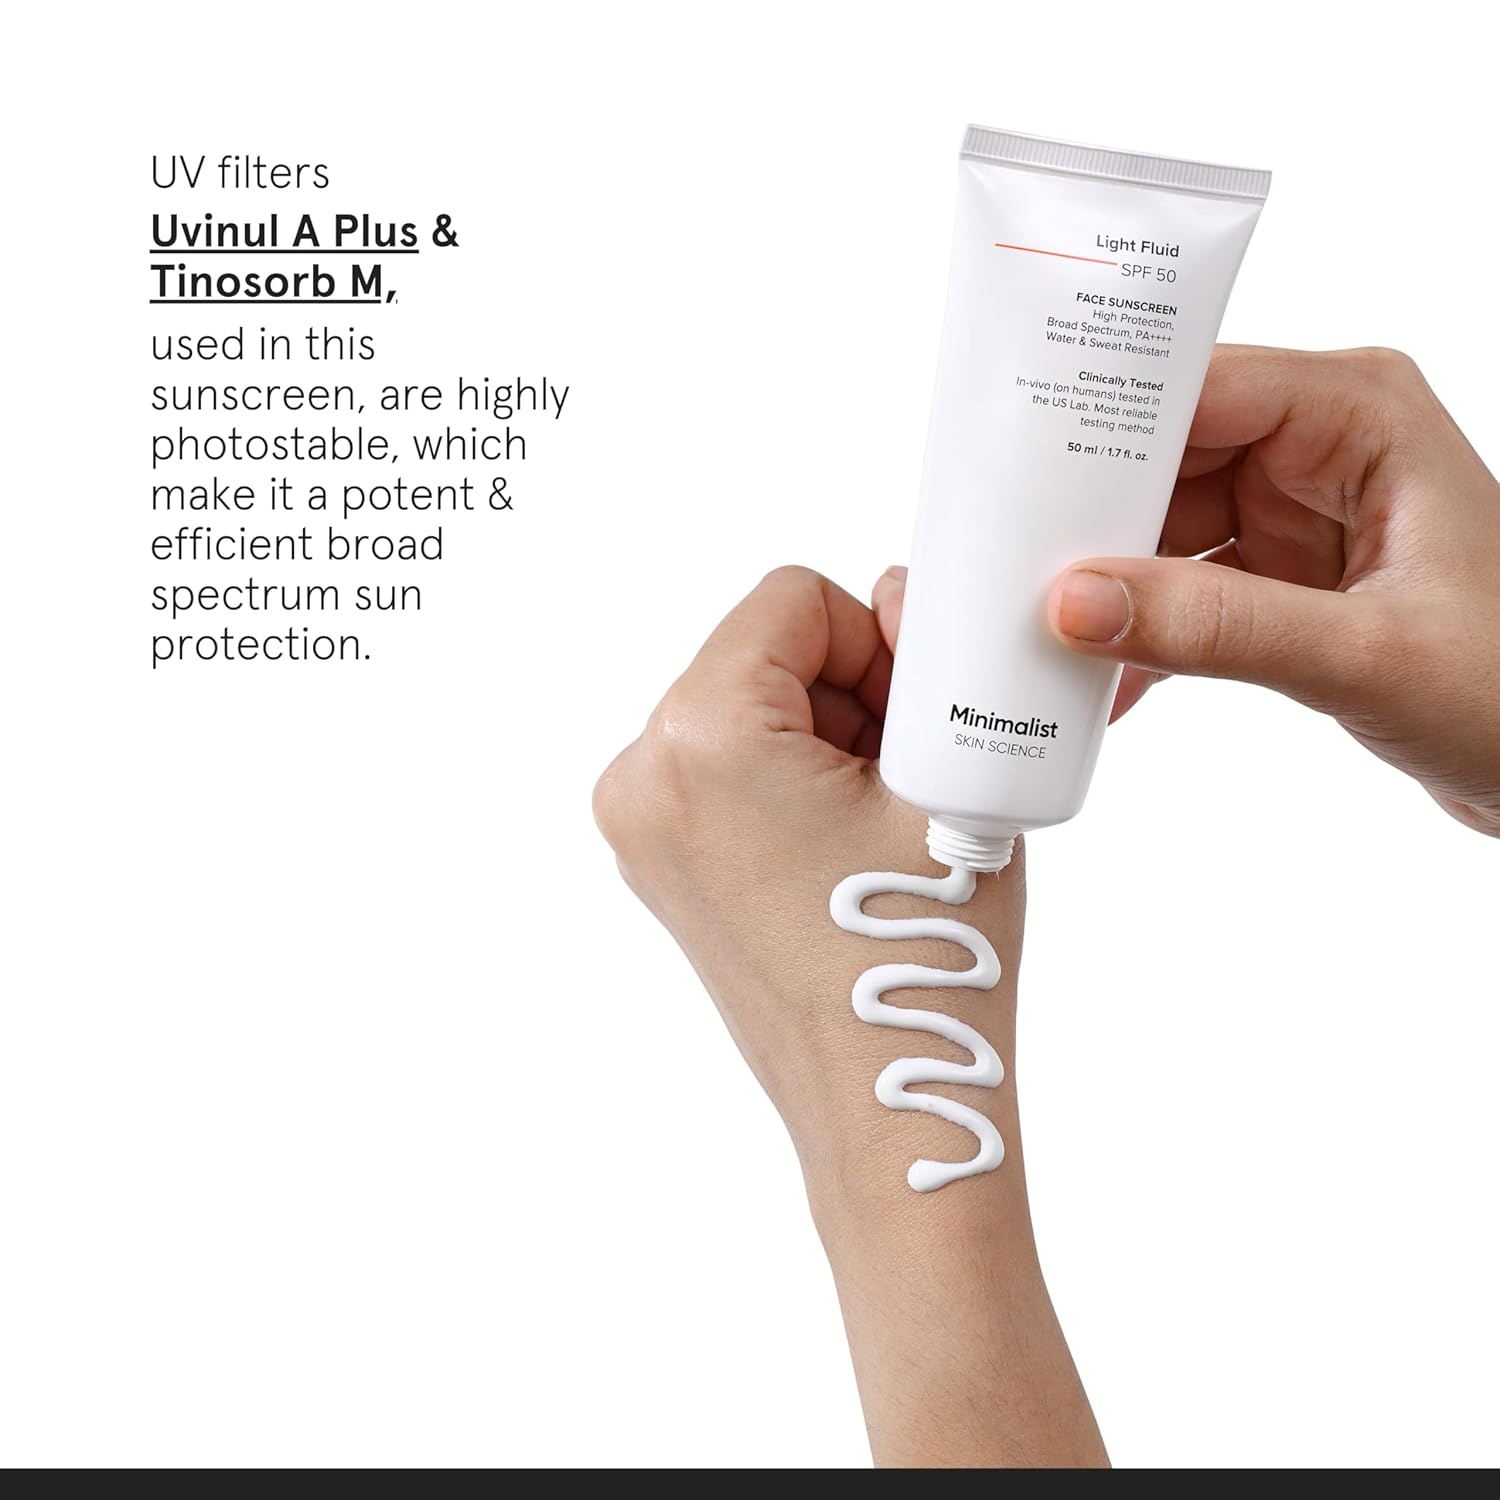 UV filters
Uvinul A Plus &
Tinosorb M,
used in this
sunscreen, are highly
photostable, which
make it a potent &
efficient broad
spectrum sun
protection.
Light Fluid
SPF 50
FACE SUNSCREEN
High Protection,
Broad Spectrum, PA++++
Water & Sweat Resistant
Clinically Tested
In-vivo (on humans) tested in
the US Lab. Most reliable
testing method
50 ml / 1.7 fl. oz.
Minimalist
SKIN SCIENCE